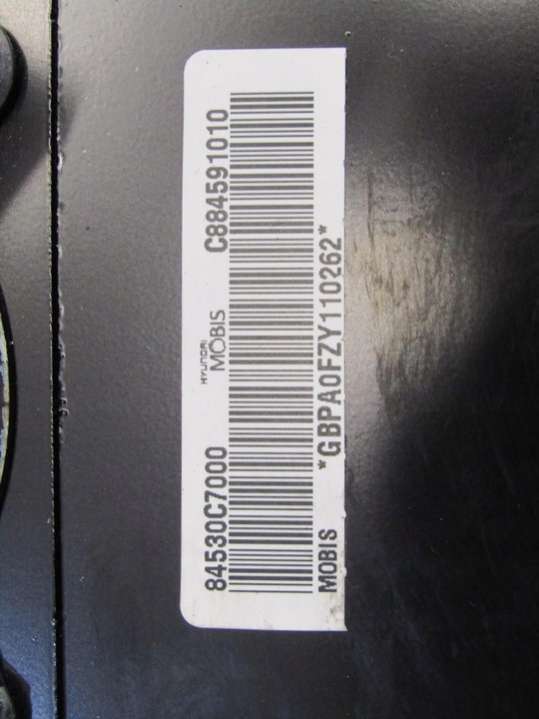 84530C7000
HYUNDAI
MOBIS
C884591010
MOBIS
*GBPA0FZY110262*